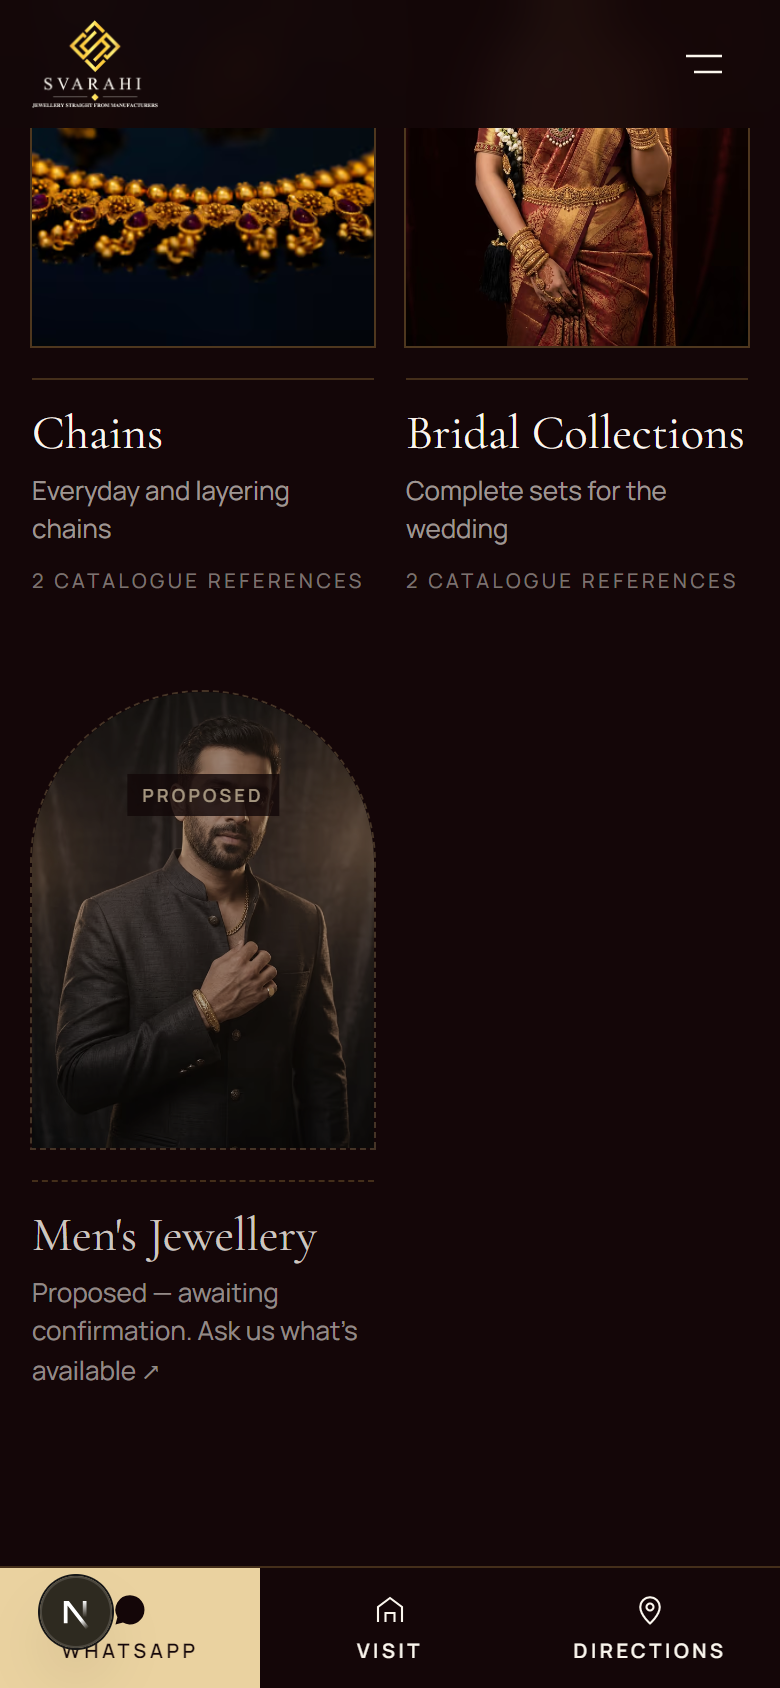 SVARAHI
JEWELLERY STRAIGHT FROM MANUFACTURERS
Chains
Everyday and layering
chains
2 CATALOGUE REFERENCES
Bridal Collections
Complete sets for the
wedding
2 CATALOGUE REFERENCES
PROPOSED
Men's Jewellery
Proposed — awaiting
confirmation. Ask us what's
available ↗
N
WHATSAPP
VISIT
DIRECTIONS